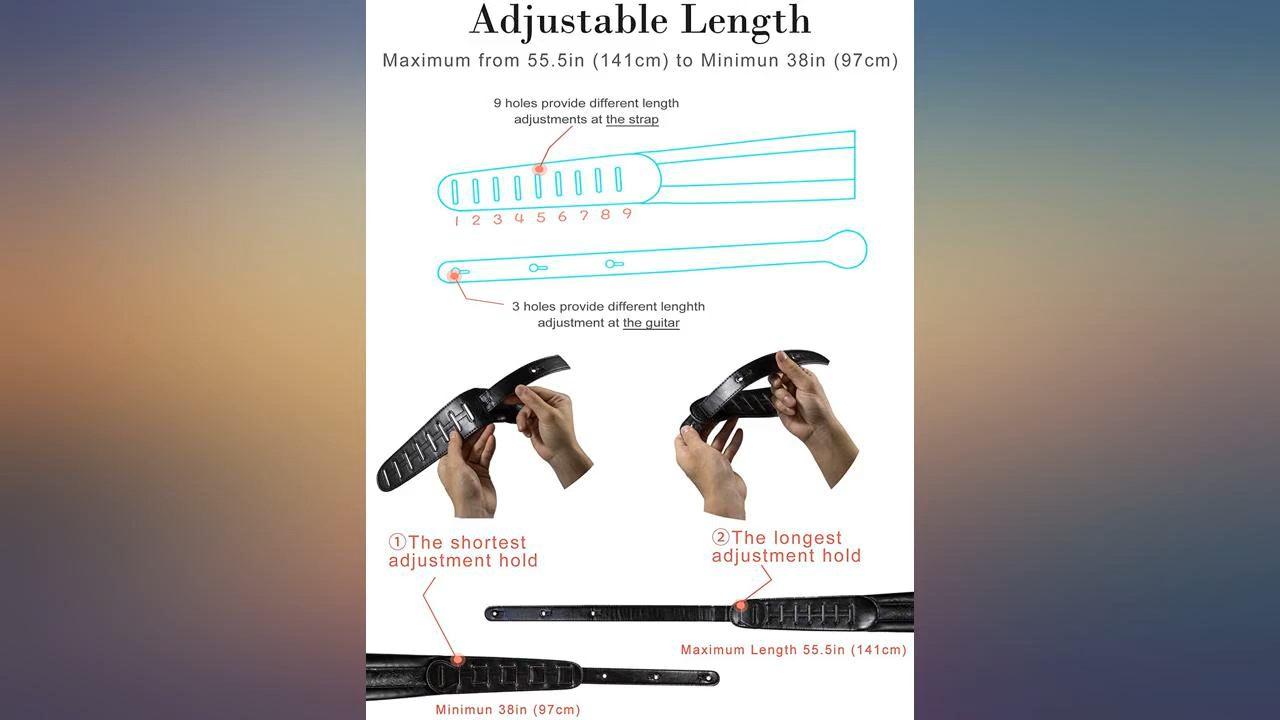 Adjustable Length
Maximum from 55.5in (141cm) to Minimun 38in (97cm)
9 holes provide different length
adjustments at the strap
1 2 3 4 5 6 7 8 9
3 holes provide different lenghth
adjustment at the guitar
①The shortest
adjustment hold
②The longest
adjustment hold
Maximum Length 55.5in (141cm)
Minimun 38in (97cm)